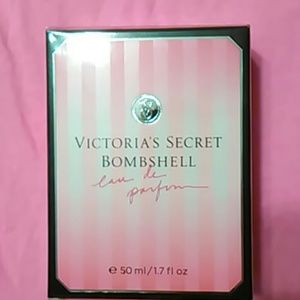 VICTORIA'S SECRET
BOMBSHELL
eau de
parfum
e 50 ml/1.7 fl oz